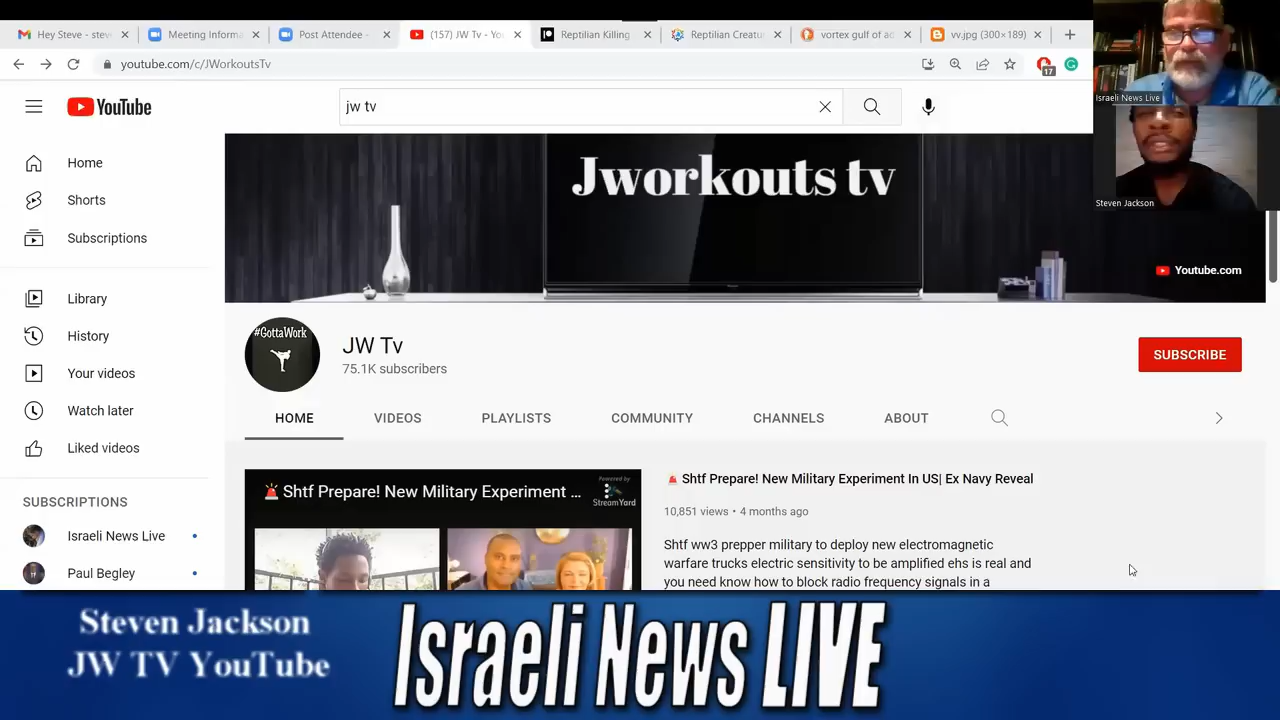 Hey Steve - steve
Meeting Informa
Post Attendee -
(157) JW Tv - Yo
Reptilian Killing
Reptilian Creatu
vortex gulf of ad
vv.jpg (300×189)
youtube.com/c/JWorkoutsTv
17
YouTube
jw tv
Israeli News Live
Steven Jackson
Home
Shorts
Subscriptions
Library
History
Your videos
Watch later
Liked videos
SUBSCRIPTIONS
Israeli News Live
Paul Begley
Jworkouts tv
Youtube.com
#GottaWork
JW Tv
75.1K subscribers
SUBSCRIBE
HOME
VIDEOS
PLAYLISTS
COMMUNITY
CHANNELS
ABOUT
🚨 Shtf Prepare! New Military Experiment ...
Powered by
StreamYard
🚨 Shtf Prepare! New Military Experiment In US| Ex Navy Reveal
10,851 views • 4 months ago
Shtf ww3 prepper military to deploy new electromagnetic
warfare trucks electric sensitivity to be amplified ehs is real and
you need know how to block radio frequency signals in a
Steven Jackson
JW TV YouTube
Israeli News LIVE